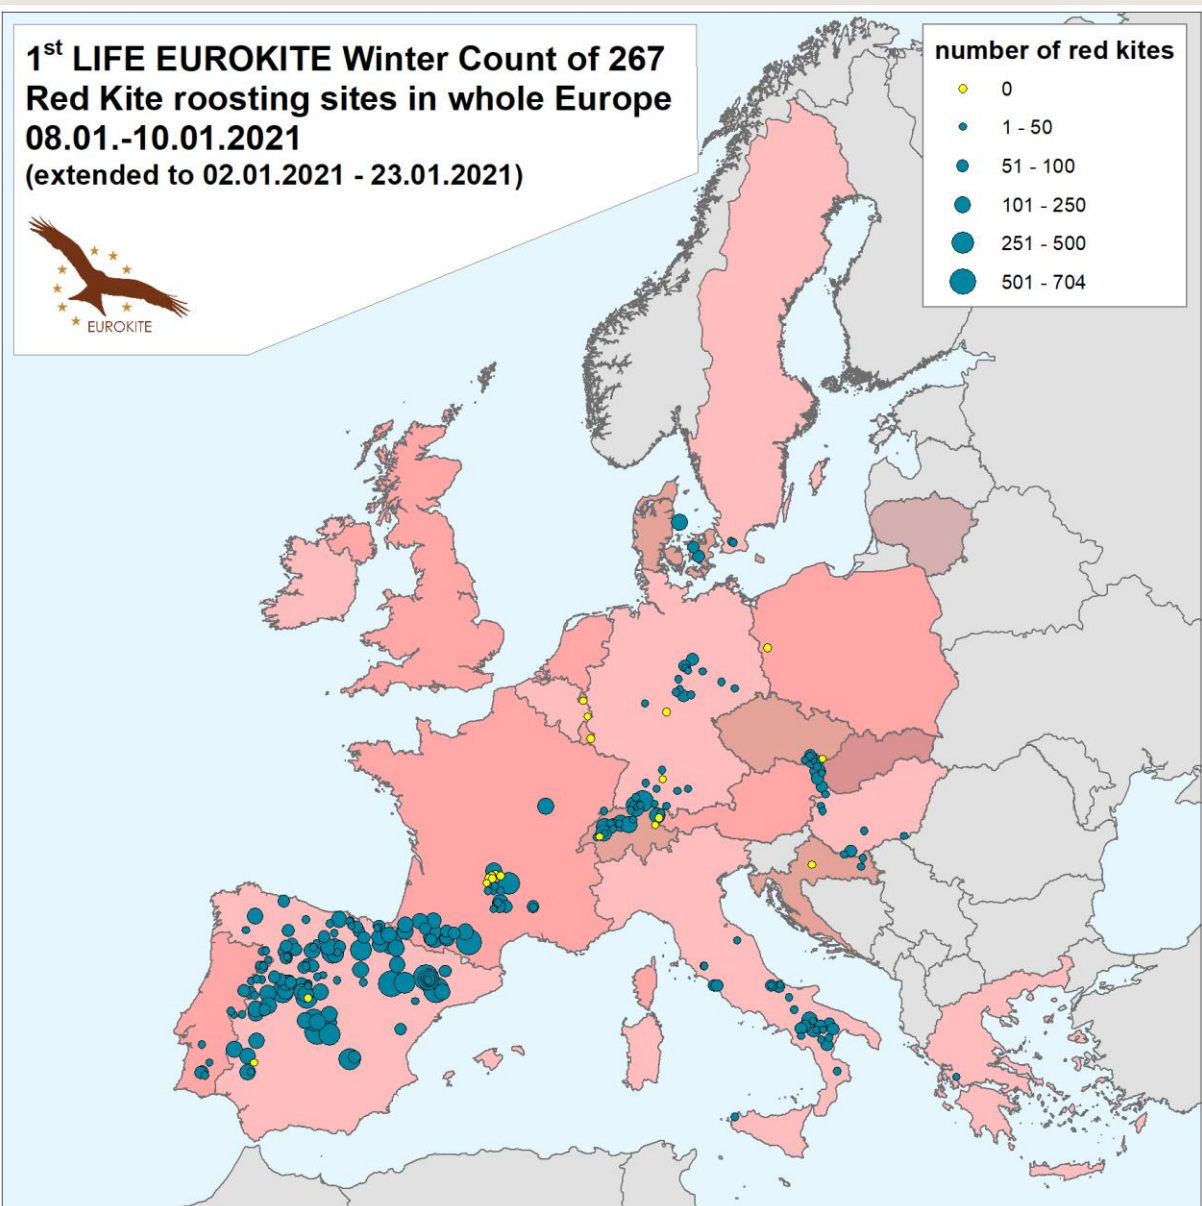 1st LIFE EUROKITE Winter Count of 267
Red Kite roosting sites in whole Europe
08.01.-10.01.2021
(extended to 02.01.2021 - 23.01.2021)
EUROKITE
number of red kites
0
1 - 50
51 - 100
101 - 250
251 - 500
501 - 704